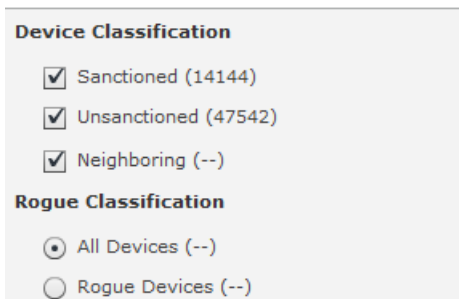 Device Classification
Sanctioned (14144)
Unsanctioned (47542)
Neighboring (--)
Rogue Classification
All Devices (--)
Rogue Devices (--)